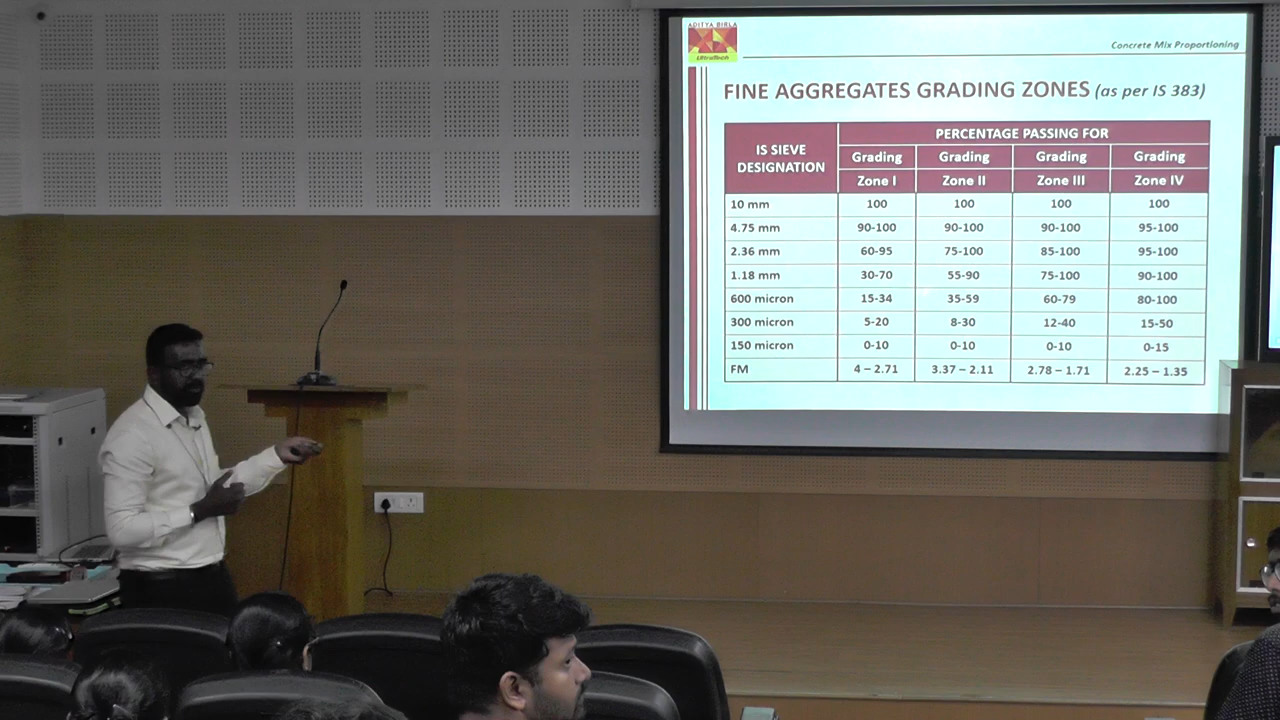 ADITYA BIRLA
UltraTech
Concrete Mix Proportioning
FINE AGGREGATES GRADING ZONES (as per IS 383)
IS SIEVE DESIGNATION PERCENTAGE PASSING FOR
Grading Zone I Grading Zone II Grading Zone III Grading Zone IV
10 mm 100 100 100 100
4.75 mm 90-100 90-100 90-100 95-100
2.36 mm 60-95 75-100 85-100 95-100
1.18 mm 30-70 55-90 75-100 90-100
600 micron 15-34 35-59 60-79 80-100
300 micron 5-20 8-30 12-40 15-50
150 micron 0-10 0-10 0-10 0-15
FM 4 – 2.71 3.37 – 2.11 2.78 – 1.71 2.25 – 1.35